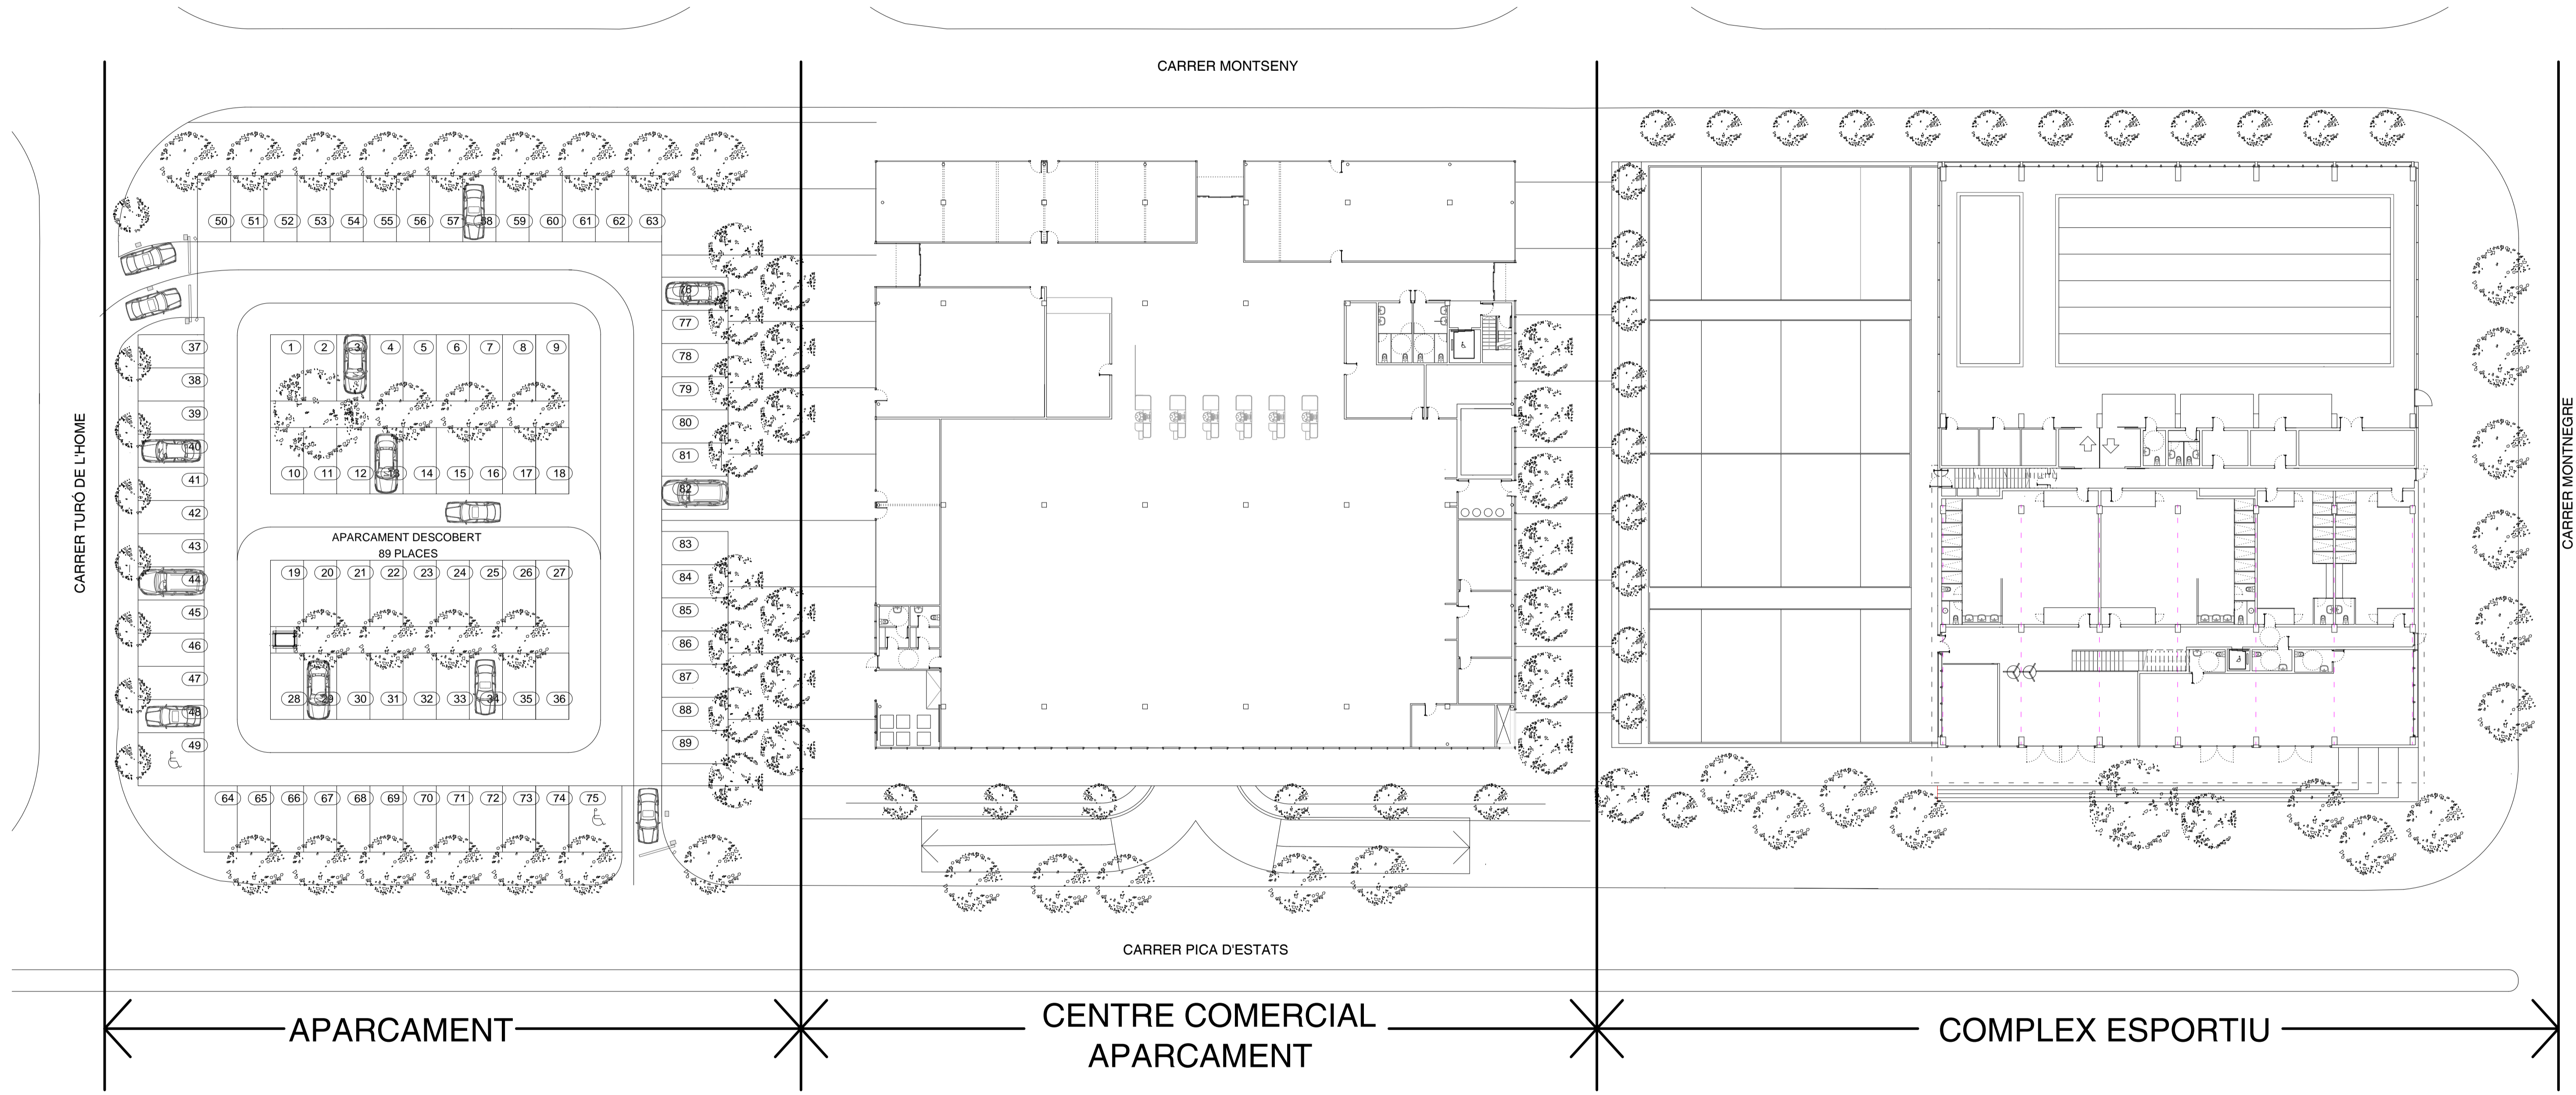 CARRER MONTSENY
50 51 52 53 54 55 56 57 58 59 60 61 62 63
76
77
78
79
80
81
82
83
84
85
86
87
88
89
37
38
39
40
41
42
43
44
45
46
47
48
49
1 2 3 4 5 6 7 8 9
10 11 12 13 14 15 16 17 18
APARCAMENT DESCOBERT
89 PLACES
19 20 21 22 23 24 25 26 27
28 29 30 31 32 33 34 35 36
64 65 66 67 68 69 70 71 72 73 74 75
CARRER TURÓ DE L'HOME
CARRER MONTNEGRE
CARRER PICA D'ESTATS
APARCAMENT
CENTRE COMERCIAL
APARCAMENT
COMPLEX ESPORTIU